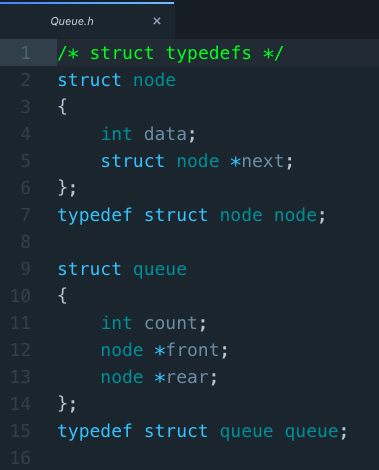 Queue.h ×
1 /* struct typedefs */
2 struct node
3 {
4     int data;
5     struct node *next;
6 };
7 typedef struct node node;
8
9 struct queue
10 {
11     int count;
12     node *front;
13     node *rear;
14 };
15 typedef struct queue queue;
16